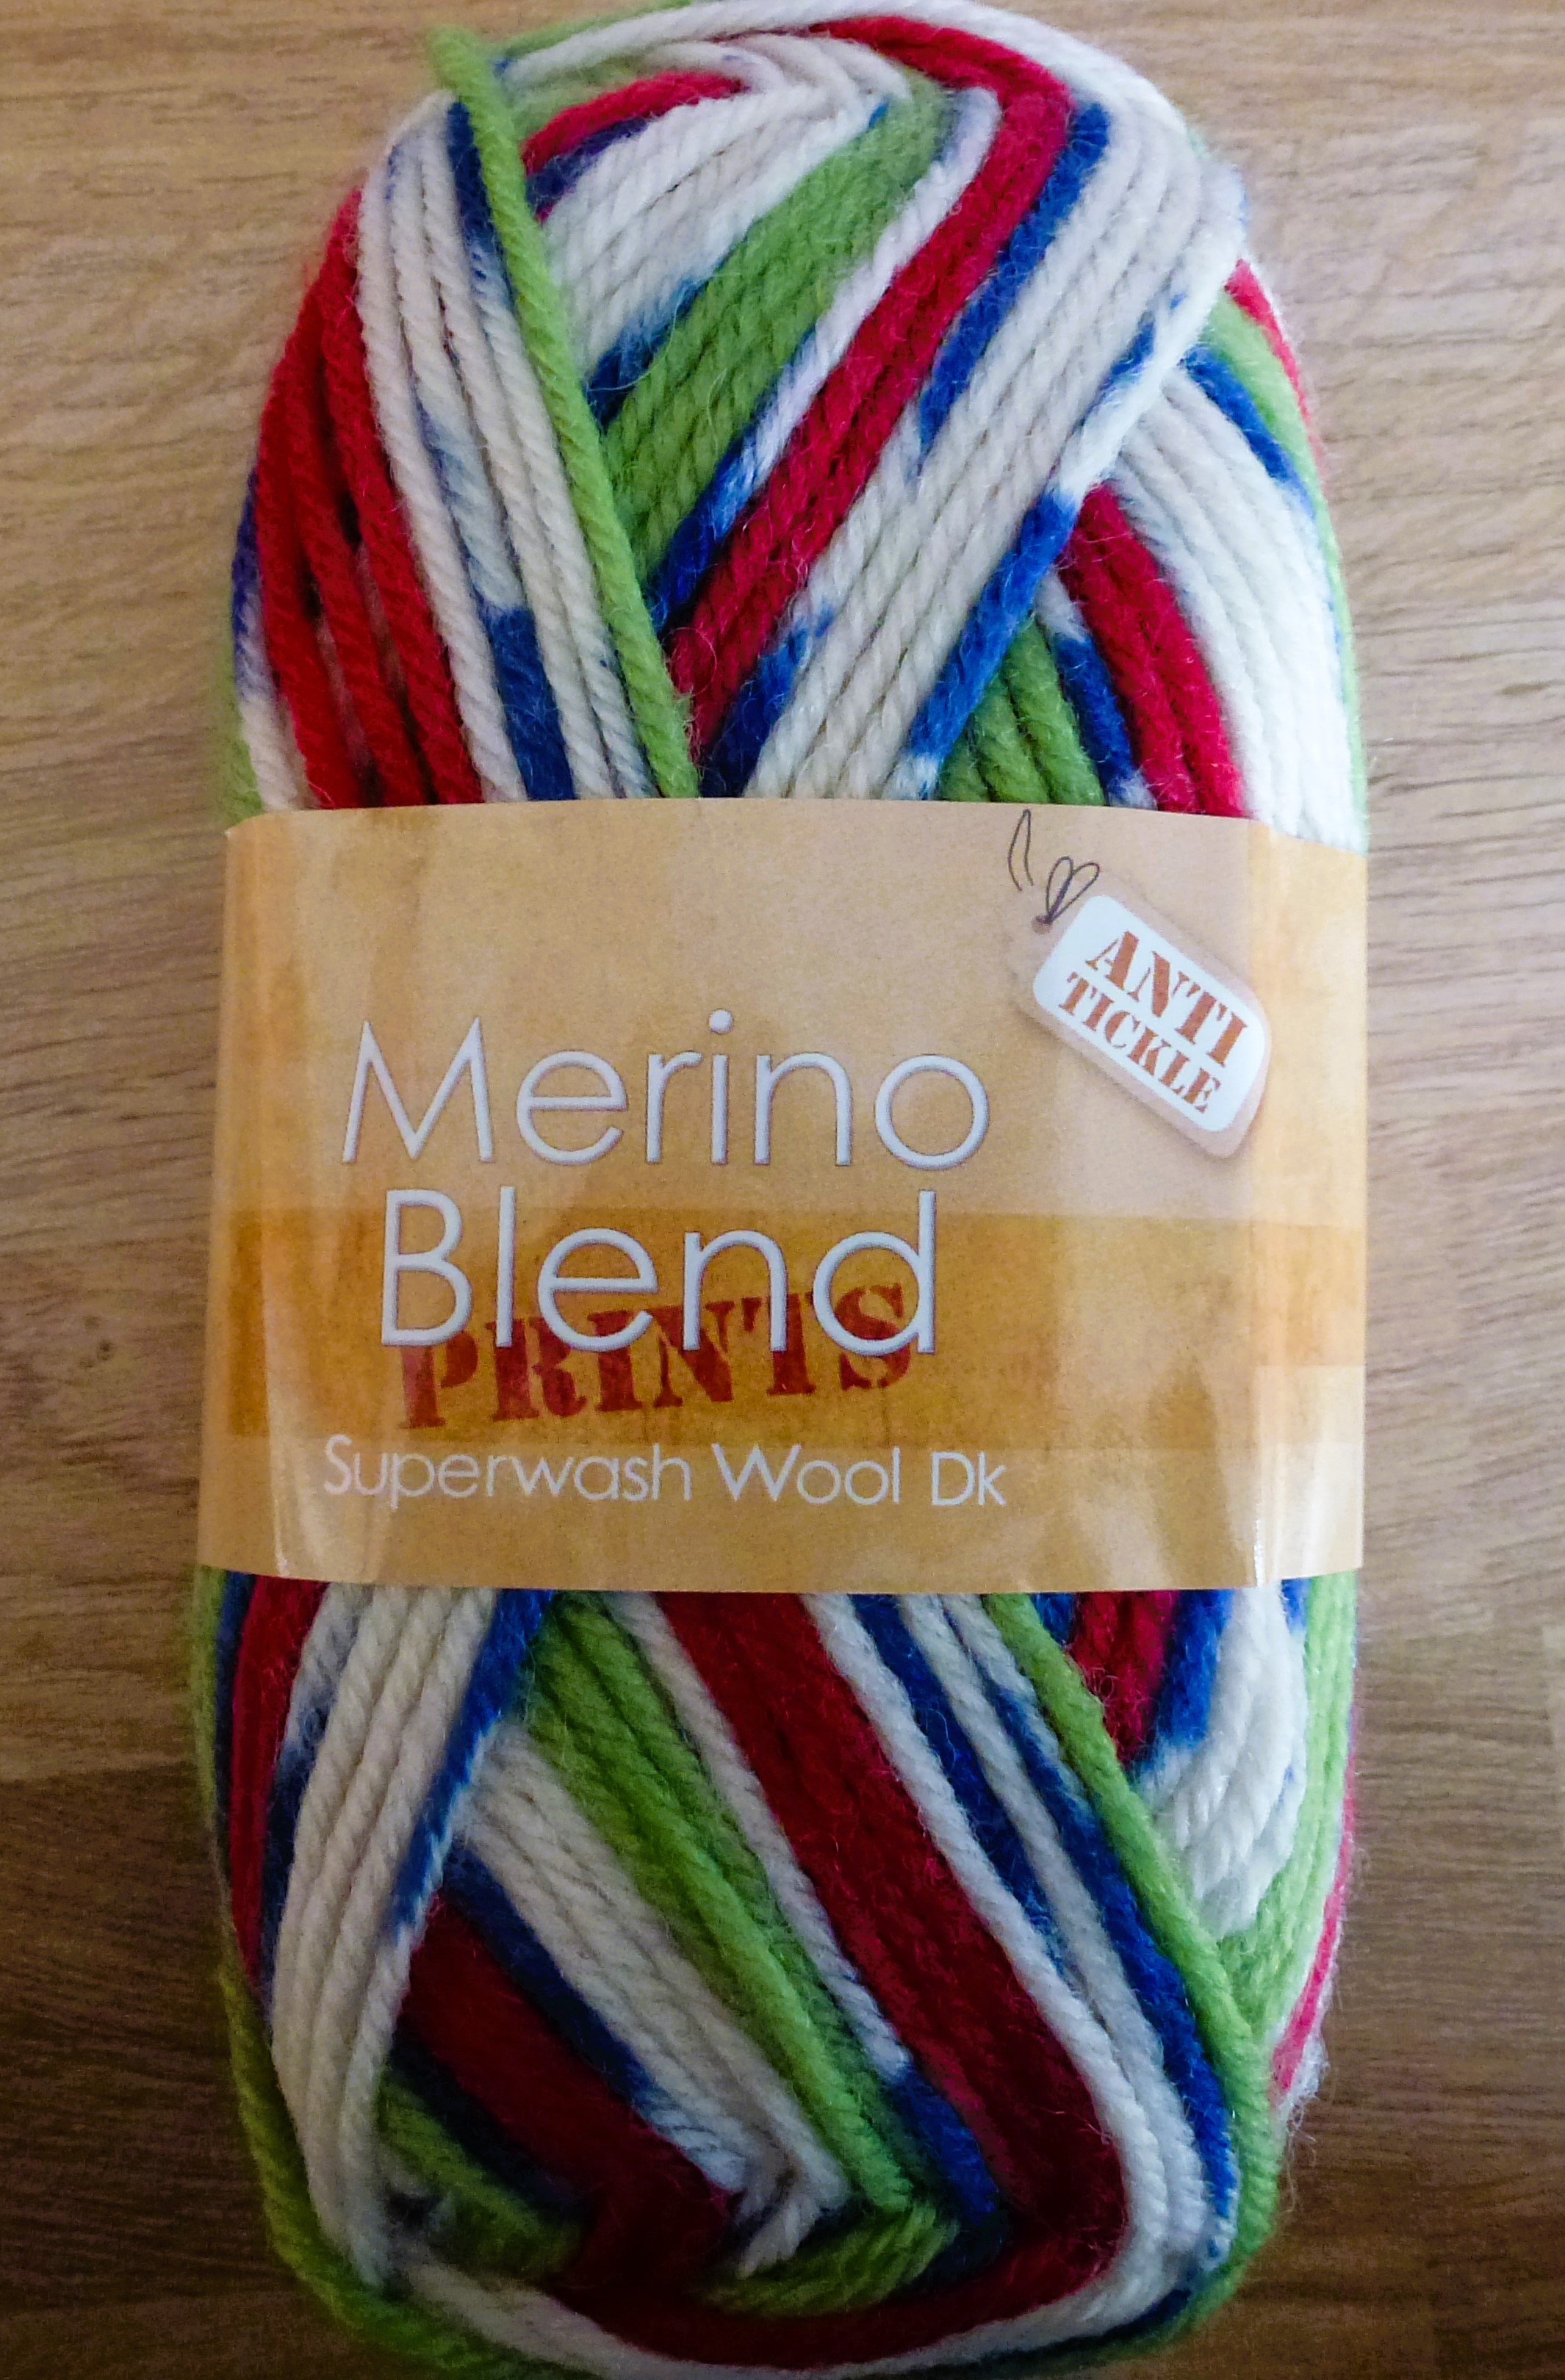 ANTI
TICKLE
Merino
Blend
PRINTS
Superwash Wool Dk